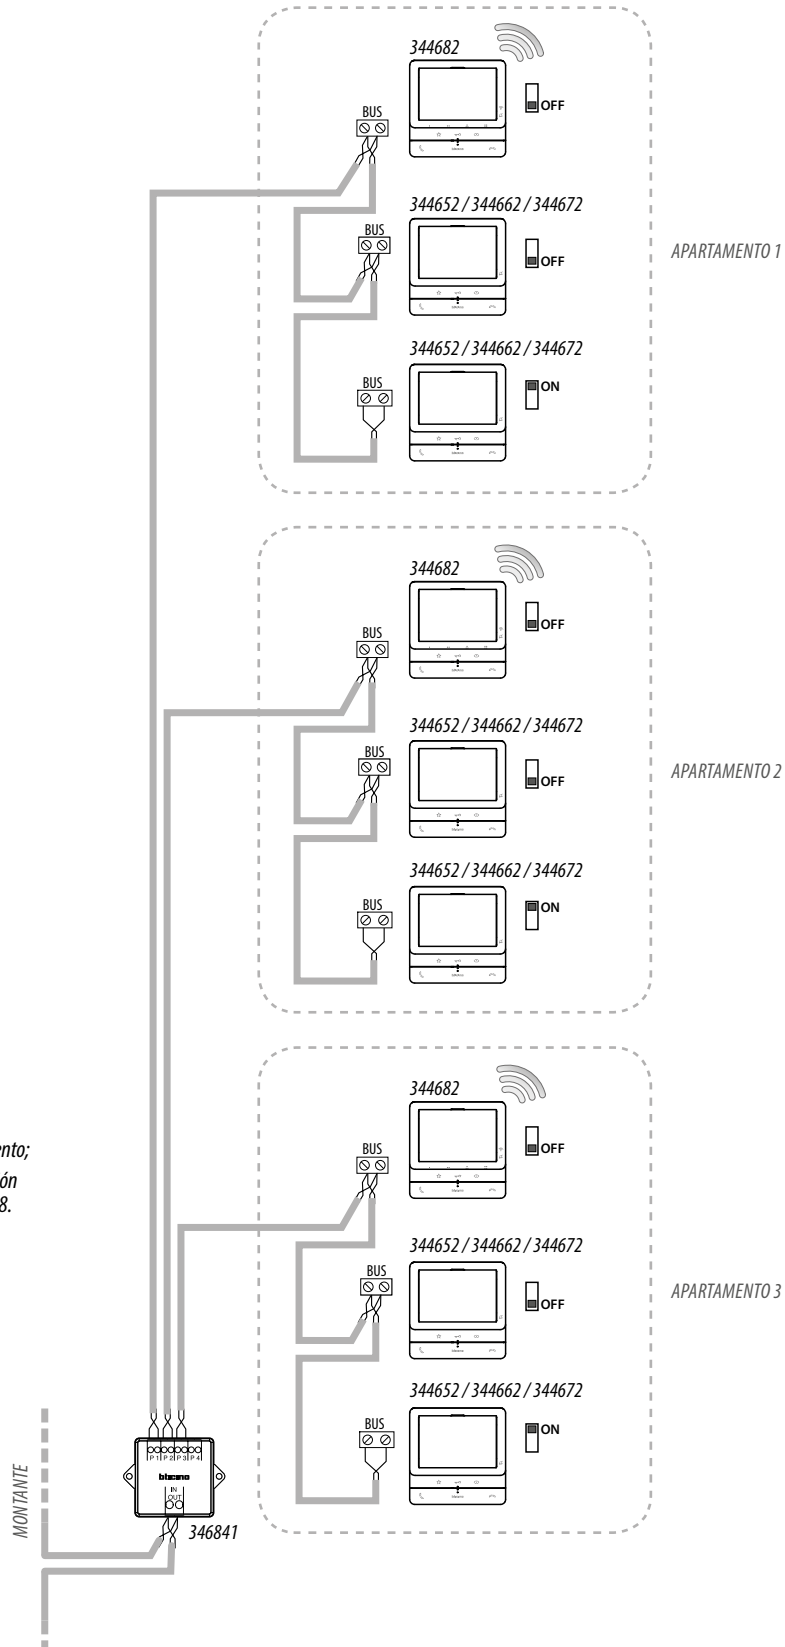 344682
OFF
BUS
344652 / 344662 / 344672
BUS
OFF
APARTAMENTO 1
344652 / 344662 / 344672
BUS
ON
344682
OFF
BUS
344652 / 344662 / 344672
BUS
OFF
APARTAMENTO 2
344652 / 344662 / 344672
BUS
ON
344682
ento;
BUS
OFF
ón
8.
344652 / 344662 / 344672
BUS
OFF
APARTAMENTO 3
344652 / 344662 / 344672
BUS
ON
P1 P2 P3 P4
bticino
IN
OUT
MONTANTE
346841